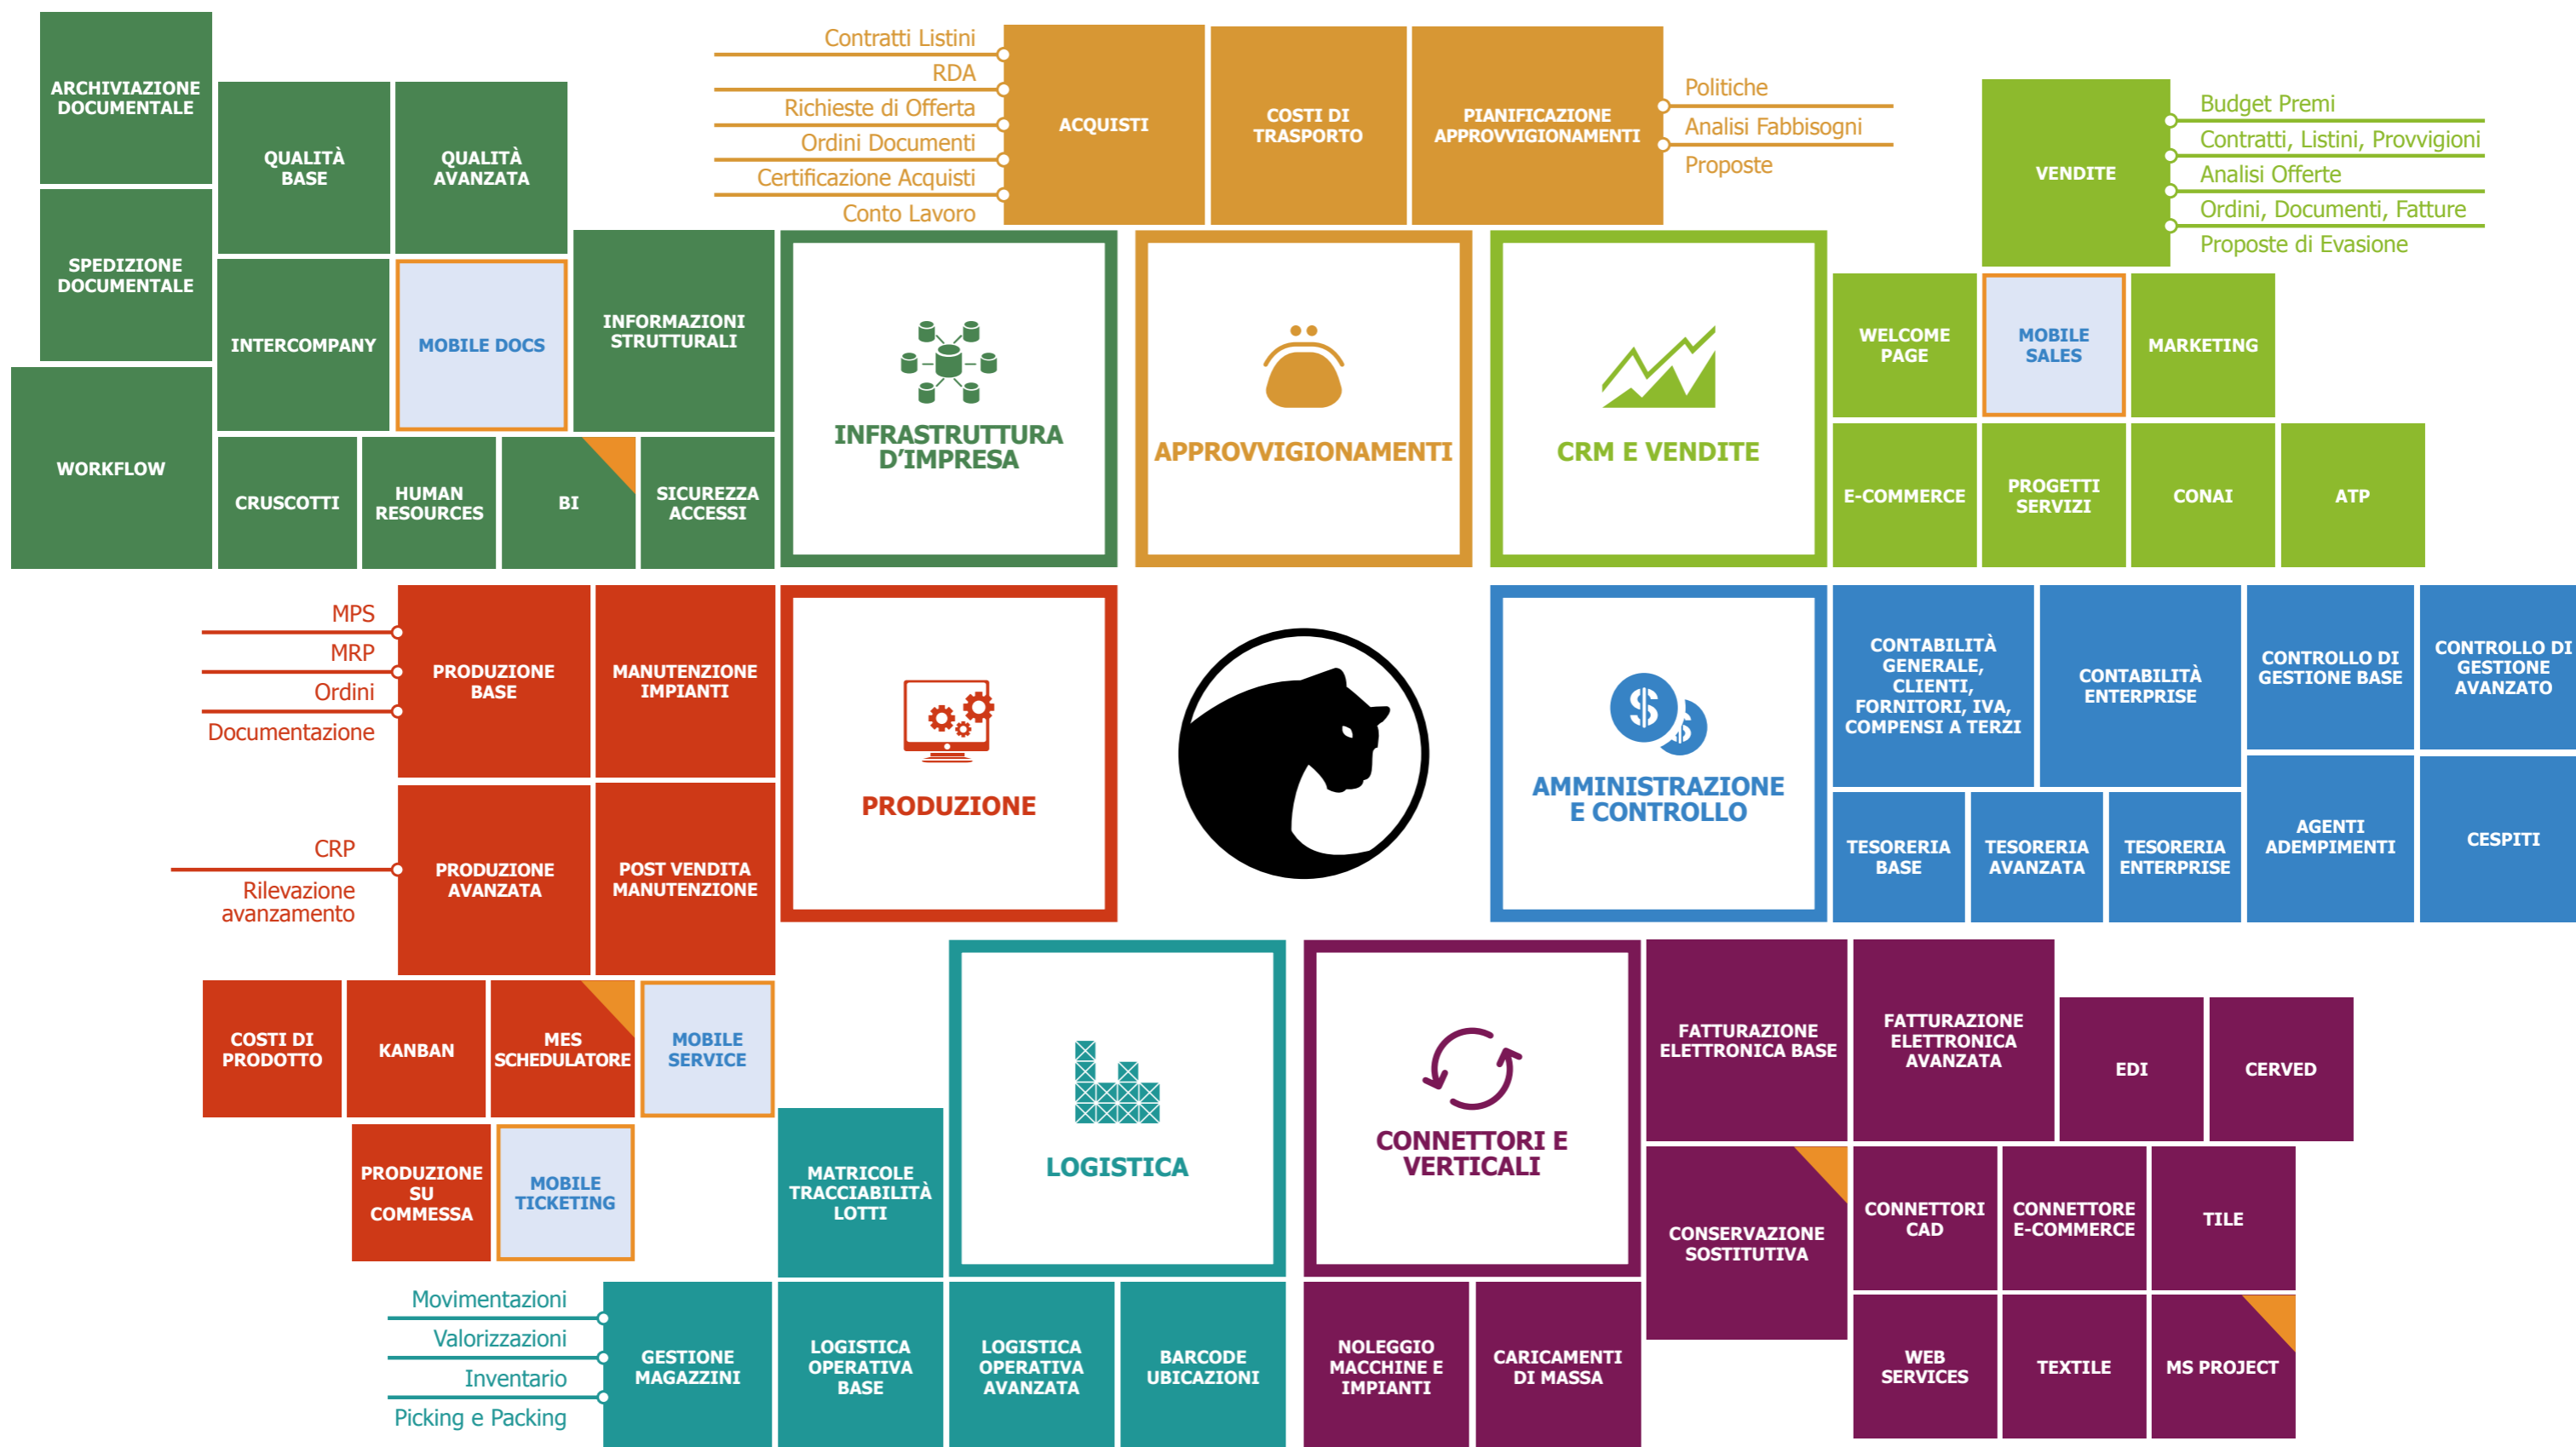 ARCHIVIAZIONE
DOCUMENTALE
QUALITÀ
BASE
QUALITÀ
AVANZATA
SPEDIZIONE
DOCUMENTALE
INTERCOMPANY
MOBILE DOCS
INFORMAZIONI
STRUTTURALI
WORKFLOW
CRUSCOTTI
HUMAN
RESOURCES
BI
SICUREZZA
ACCESSI
INFRASTRUTTURA
D'IMPRESA
Contratti Listini
RDA
Richieste di Offerta
Ordini Documenti
Certificazione Acquisti
Conto Lavoro
ACQUISTI
COSTI DI
TRASPORTO
PIANIFICAZIONE
APPROVVIGIONAMENTI
Politiche
Analisi Fabbisogni
Proposte
APPROVVIGIONAMENTI
CRM E VENDITE
VENDITE
Budget Premi
Contratti, Listini, Provvigioni
Analisi Offerte
Ordini, Documenti, Fatture
Proposte di Evasione
WELCOME
PAGE
MOBILE
SALES
MARKETING
E-COMMERCE
PROGETTI
SERVIZI
CONAI
ATP
MPS
MRP
Ordini
Documentazione
PRODUZIONE
BASE
MANUTENZIONE
IMPIANTI
CRP
Rilevazione
avanzamento
PRODUZIONE
AVANZATA
POST VENDITA
MANUTENZIONE
PRODUZIONE
COSTI DI
PRODOTTO
KANBAN
MES
SCHEDULATORE
MOBILE
SERVICE
PRODUZIONE
SU
COMMESSA
MOBILE
TICKETING
AMMINISTRAZIONE
E CONTROLLO
CONTABILITÀ
GENERALE,
CLIENTI,
FORNITORI, IVA,
COMPENSI A TERZI
CONTABILITÀ
ENTERPRISE
CONTROLLO DI
GESTIONE BASE
CONTROLLO DI
GESTIONE
AVANZATO
TESORERIA
BASE
TESORERIA
AVANZATA
TESORERIA
ENTERPRISE
AGENTI
ADEMPIMENTI
CESPITI
LOGISTICA
MATRICOLE
TRACCIABILITÀ
LOTTI
Movimentazioni
Valorizzazioni
Inventario
Picking e Packing
GESTIONE
MAGAZZINI
LOGISTICA
OPERATIVA
BASE
LOGISTICA
OPERATIVA
AVANZATA
BARCODE
UBICAZIONI
CONNETTORI E
VERTICALI
FATTURAZIONE
ELETTRONICA BASE
FATTURAZIONE
ELETTRONICA
AVANZATA
EDI
CERVED
CONSERVAZIONE
SOSTITUTIVA
CONNETTORI
CAD
CONNETTORE
E-COMMERCE
TILE
NOLEGGIO
MACCHINE E
IMPIANTI
CARICAMENTI
DI MASSA
WEB
SERVICES
TEXTILE
MS PROJECT